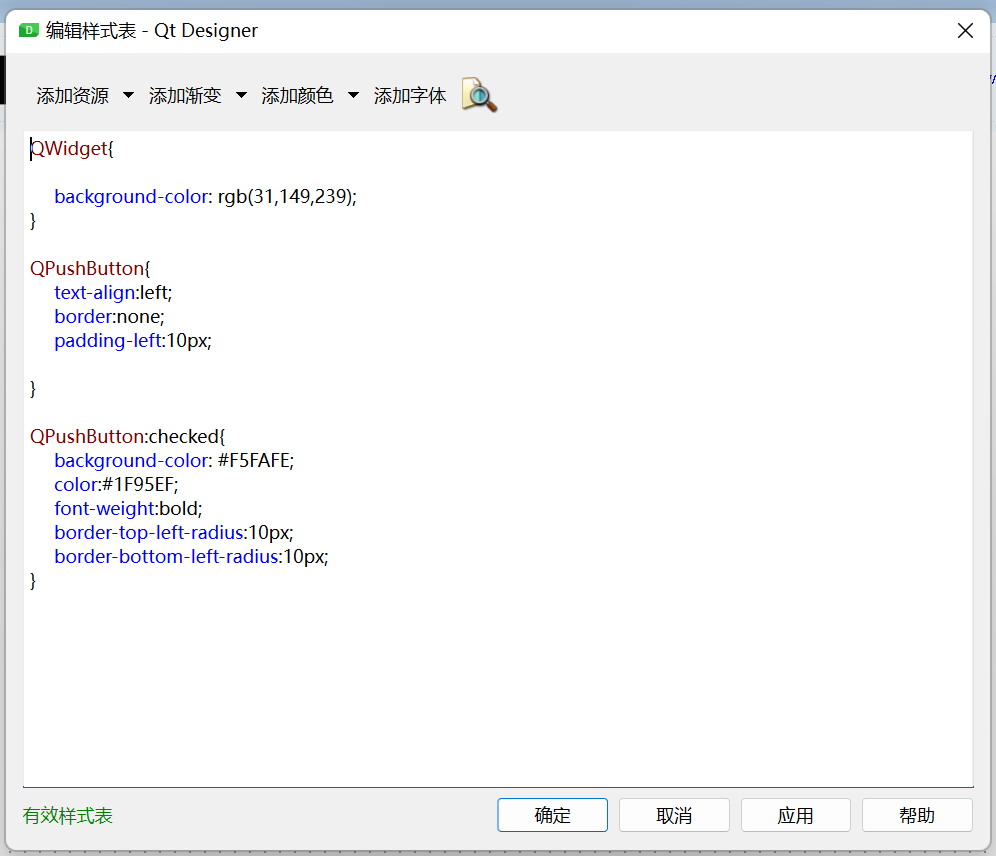 编辑样式表 - Qt Designer
添加资源 添加渐变 添加颜色 添加字体
QWidget{
background-color: rgb(31,149,239);
}
QPushButton{
text-align:left;
border:none;
padding-left:10px;
}
QPushButton:checked{
background-color: #F5FAFE;
color:#1F95EF;
font-weight:bold;
border-top-left-radius:10px;
border-bottom-left-radius:10px;
}
有效样式表 确定 取消 应用 帮助